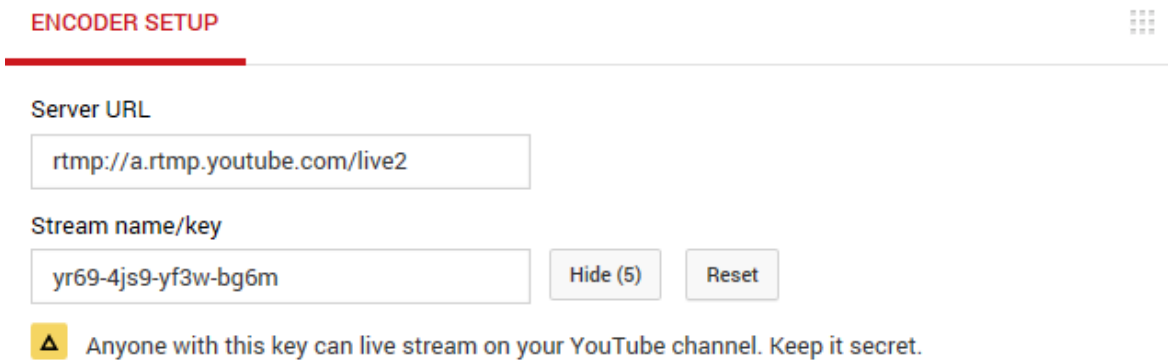 ENCODER SETUP
Server URL
rtmp://a.rtmp.youtube.com/live2
Stream name/key
yr69-4js9-yf3w-bg6m Hide (5) Reset
Anyone with this key can live stream on your YouTube channel. Keep it secret.